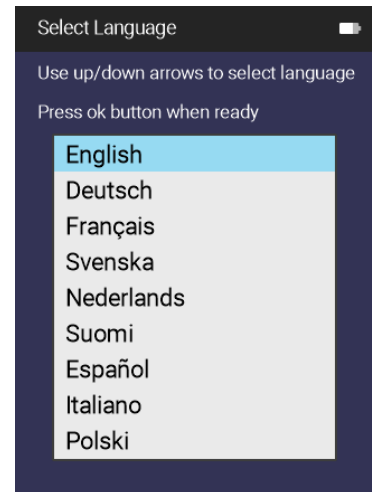 Select Language
Use up/down arrows to select language
Press ok button when ready
English
Deutsch
Français
Svenska
Nederlands
Suomi
Español
Italiano
Polski